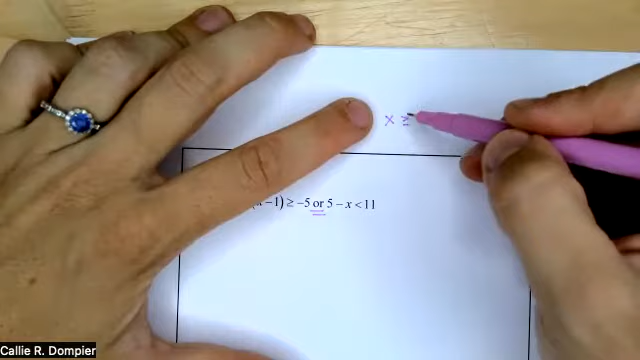 x ≥
x − 1) ≥ −5 or 5 − x < 11
Callie R. Dompier